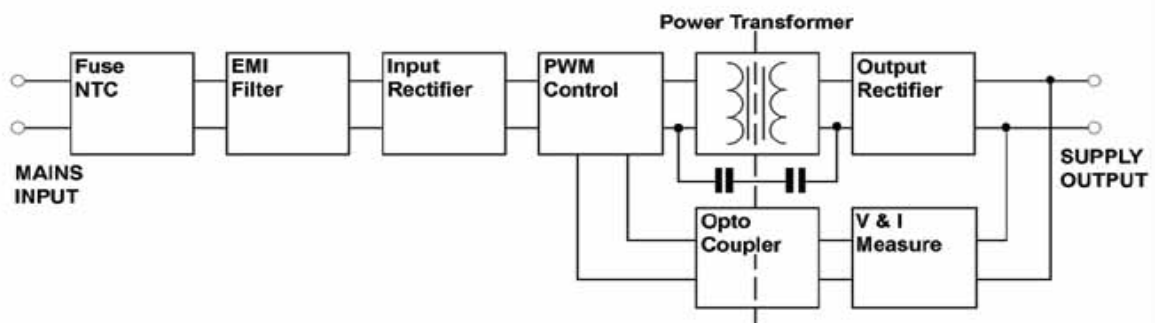 Power Transformer
Fuse
NTC
EMI
Filter
Input
Rectifier
PWM
Control
Output
Rectifier
MAINS
INPUT
SUPPLY
OUTPUT
Opto
Coupler
V & I
Measure